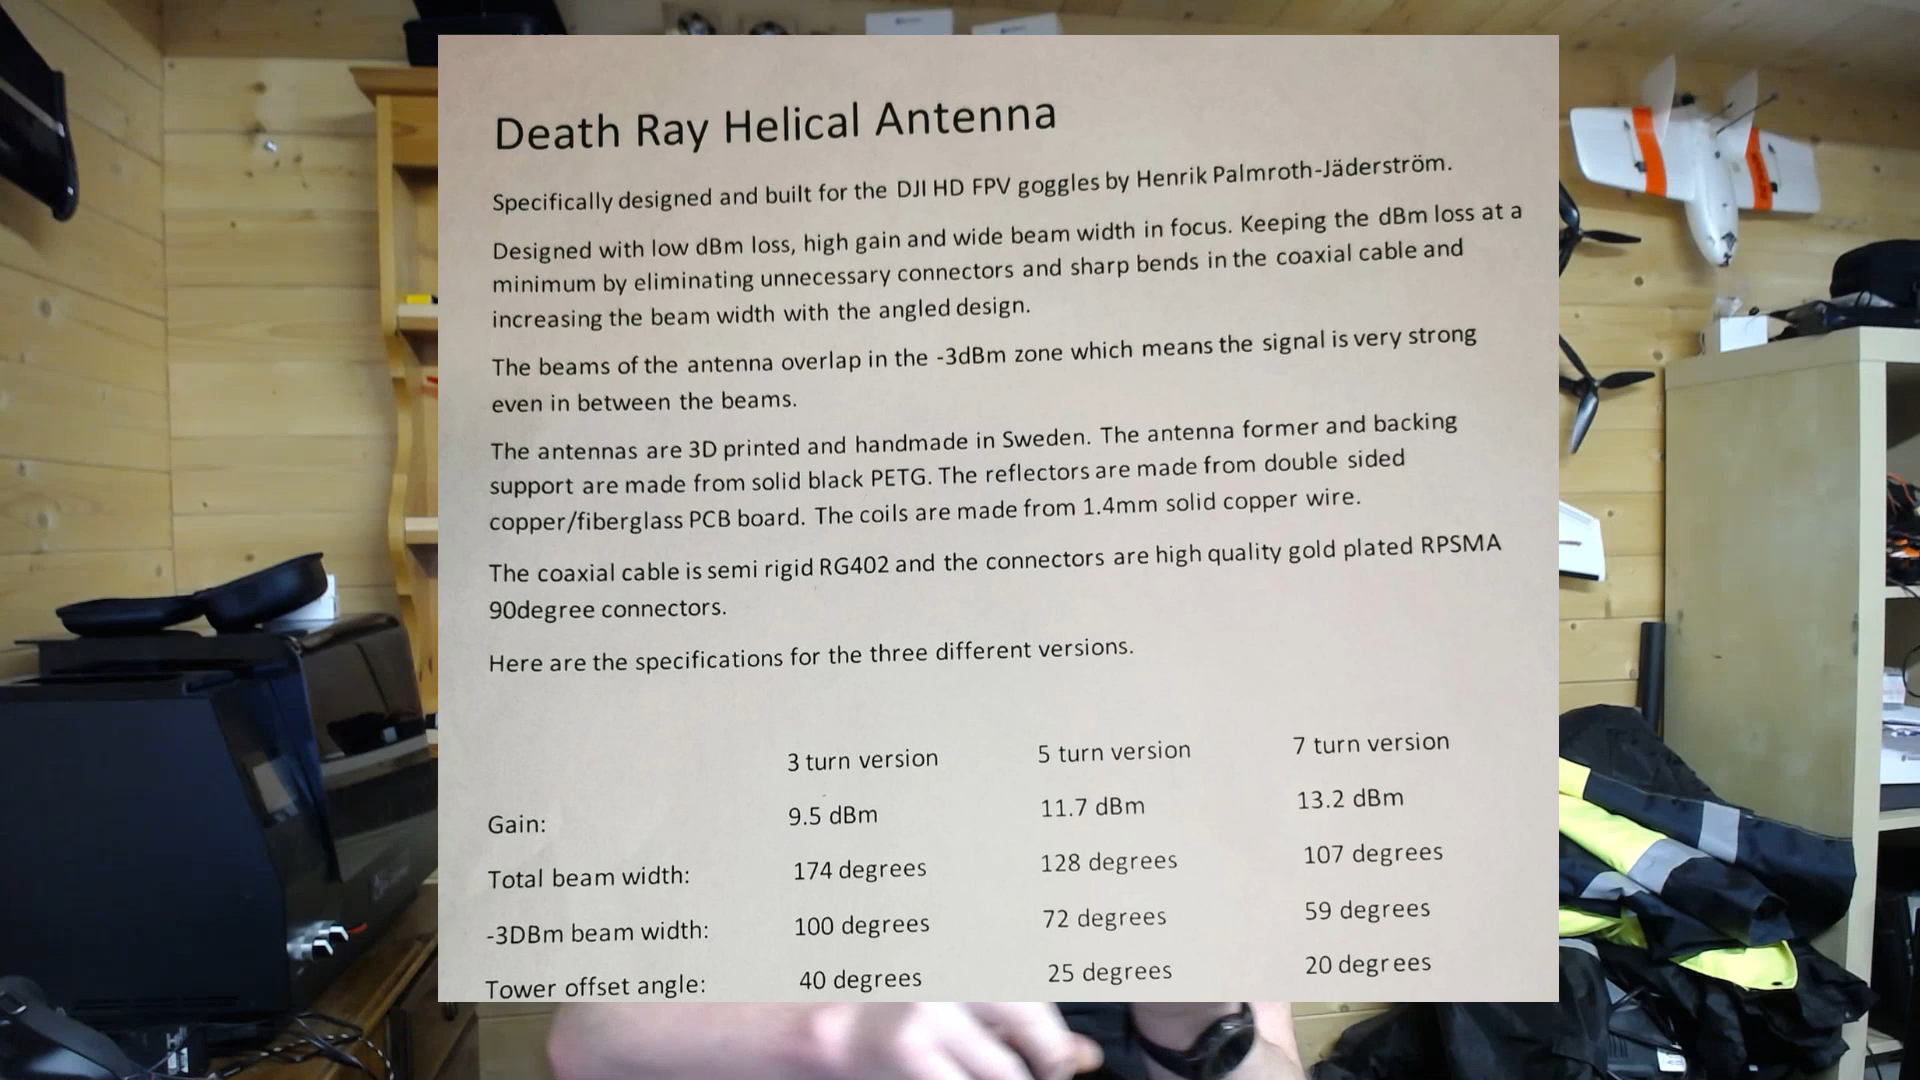 Death Ray Helical Antenna
Specifically designed and built for the DJI HD FPV goggles by Henrik Palmroth-Jäderström.
Designed with low dBm loss, high gain and wide beam width in focus. Keeping the dBm loss at a
minimum by eliminating unnecessary connectors and sharp bends in the coaxial cable and
increasing the beam width with the angled design.
The beams of the antenna overlap in the -3dBm zone which means the signal is very strong
even in between the beams.
The antennas are 3D printed and handmade in Sweden. The antenna former and backing
support are made from solid black PETG. The reflectors are made from double sided
copper/fiberglass PCB board. The coils are made from 1.4mm solid copper wire.
The coaxial cable is semi rigid RG402 and the connectors are high quality gold plated RPSMA
90degree connectors.
Here are the specifications for the three different versions.
3 turn version 5 turn version 7 turn version
Gain: 9.5 dBm 11.7 dBm 13.2 dBm
Total beam width: 174 degrees 128 degrees 107 degrees
-3DBm beam width: 100 degrees 72 degrees 59 degrees
Tower offset angle: 40 degrees 25 degrees 20 degrees